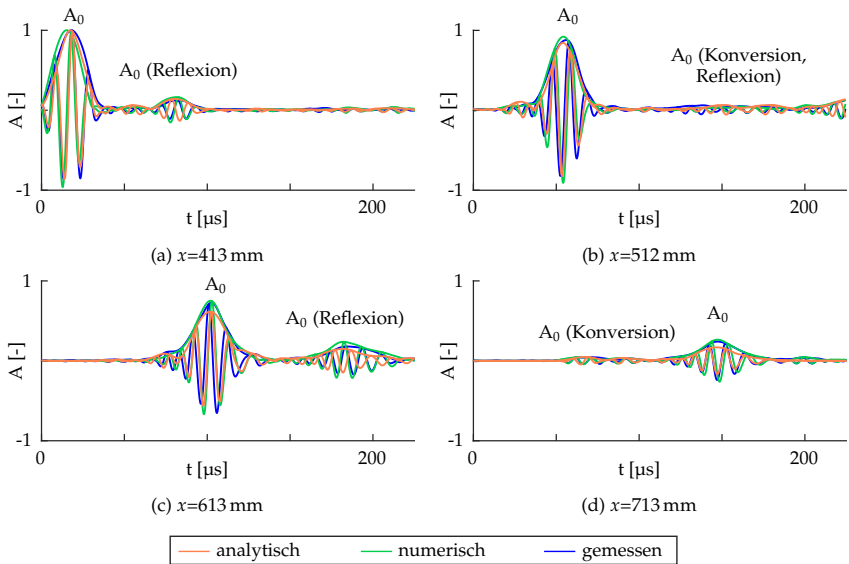 A₀
1
A₀ (Reflexion)
A [-]
-1
0
200
t [µs]
(a) x=413 mm
A₀
1
A₀ (Konversion,
Reflexion)
A [-]
-1
0
200
t [µs]
(b) x=512 mm
A₀
1
A₀ (Reflexion)
A [-]
-1
0
200
t [µs]
(c) x=613 mm
1
A₀
A₀ (Konversion)
A [-]
-1
0
200
t [µs]
(d) x=713 mm
analytisch numerisch gemessen